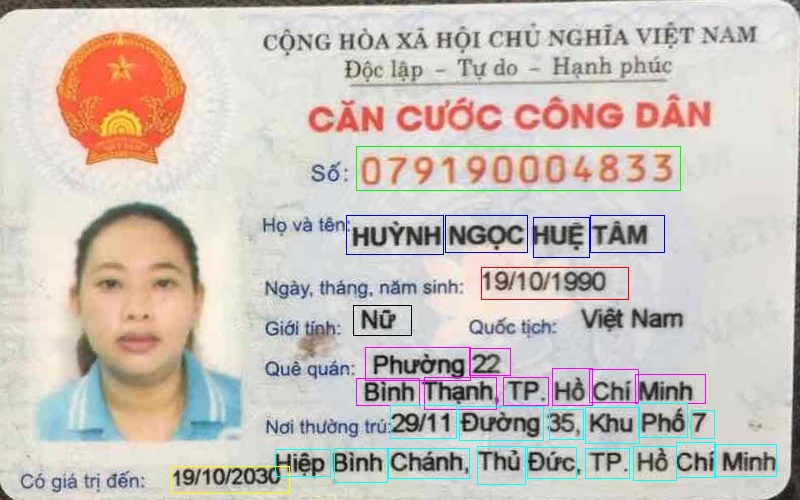 CỘNG HÒA XÃ HỘI CHỦ NGHĨA VIỆT NAM
Độc lập - Tự do - Hạnh phúc
CĂN CƯỚC CÔNG DÂN
Số: 079190004833
Họ và tên: HUỲNH NGỌC HUỆ TÂM
Ngày, tháng, năm sinh: 19/10/1990
Giới tính: Nữ Quốc tịch: Việt Nam
Quê quán: Phường 22
Bình Thạnh, TP. Hồ Chí Minh
Nơi thường trú: 29/11 Đường 35, Khu Phố 7
Hiệp Bình Chánh, Thủ Đức, TP. Hồ Chí Minh
Có giá trị đến: 19/10/2030